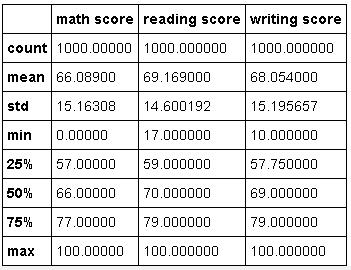 math score reading score writing score
count 1000.00000 1000.000000 1000.000000
mean 66.08900 69.169000 68.054000
std 15.16308 14.600192 15.195657
min 0.00000 17.000000 10.000000
25% 57.00000 59.000000 57.750000
50% 66.00000 70.000000 69.000000
75% 77.00000 79.000000 79.000000
max 100.00000 100.000000 100.000000